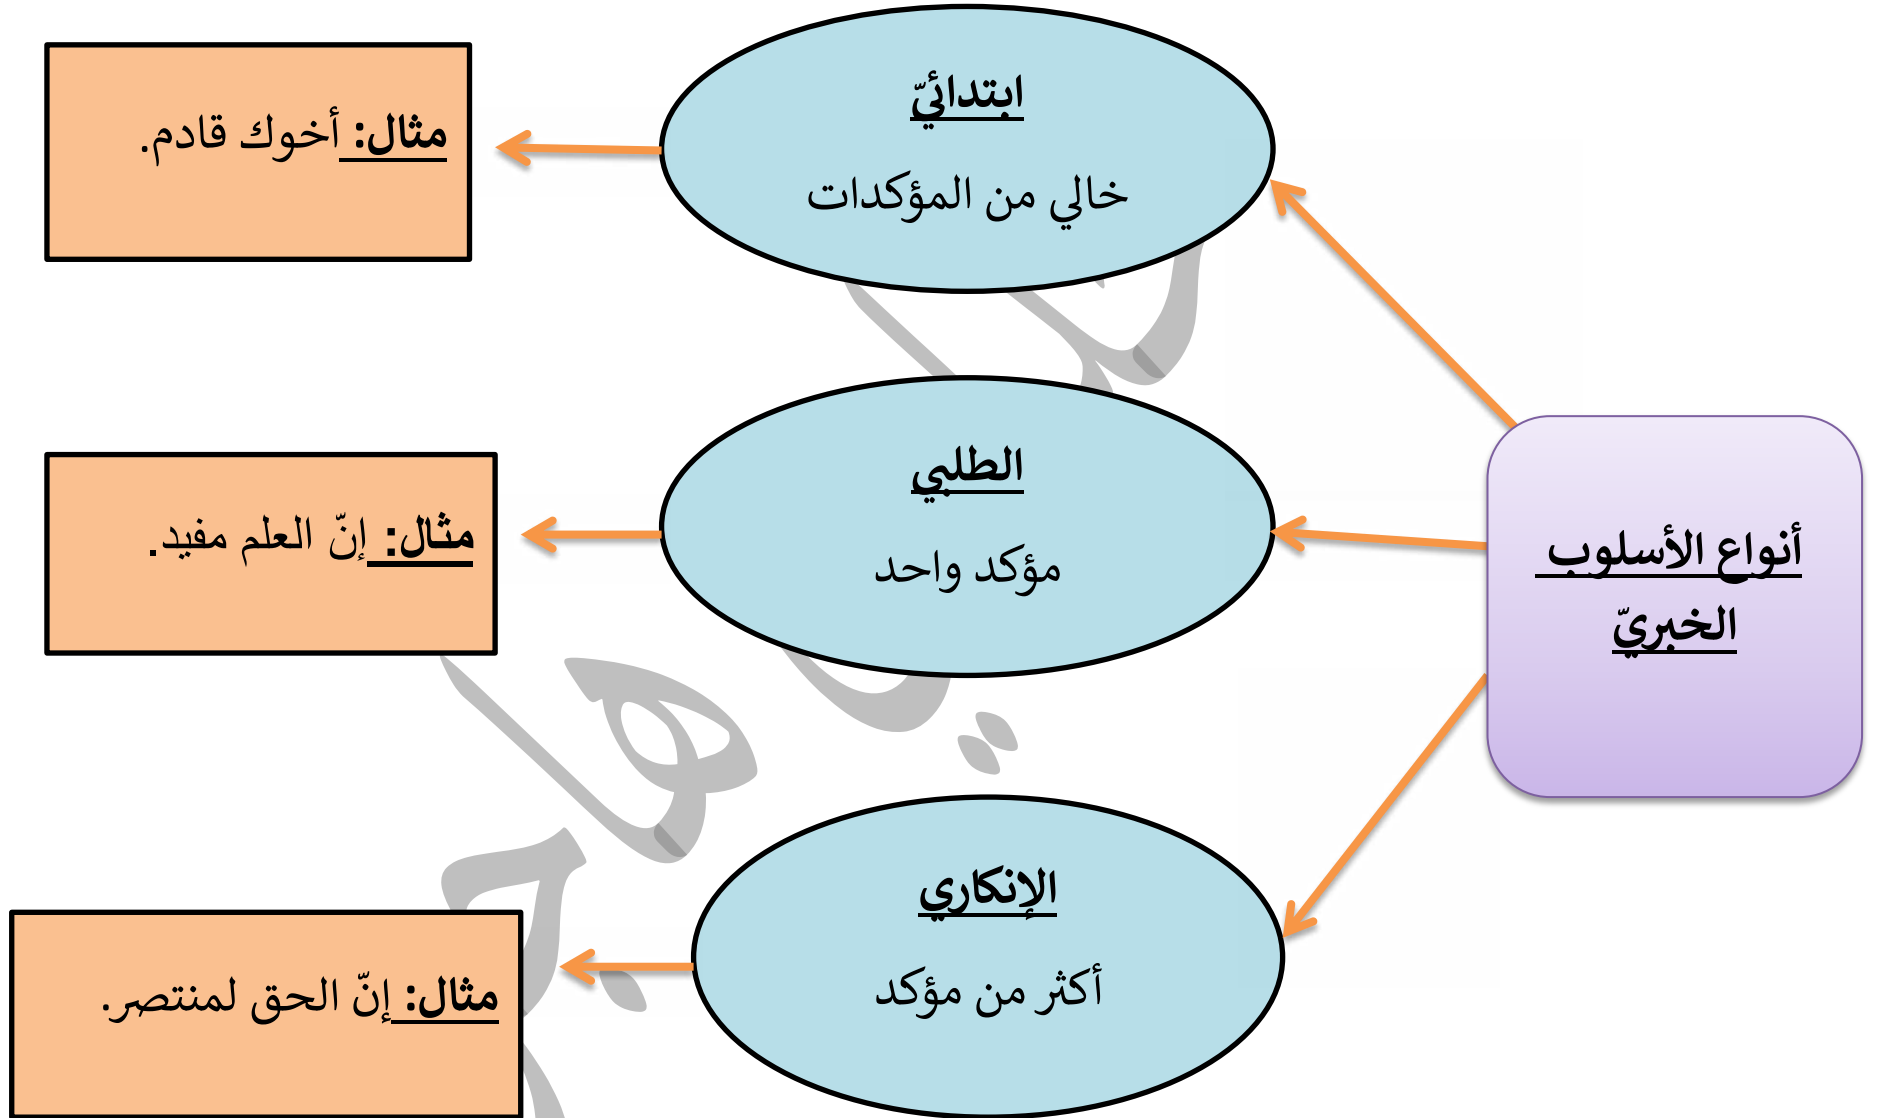 أنواع الأسلوب
الخبريّ
ابتدائيّ
خالي من المؤكدات
مثال: أخوك قادم.
الطلبي
مؤكد واحد
مثال: إنّ العلم مفيد.
الإنكاري
أكثر من مؤكد
مثال: إنّ الحق لمنتصر.